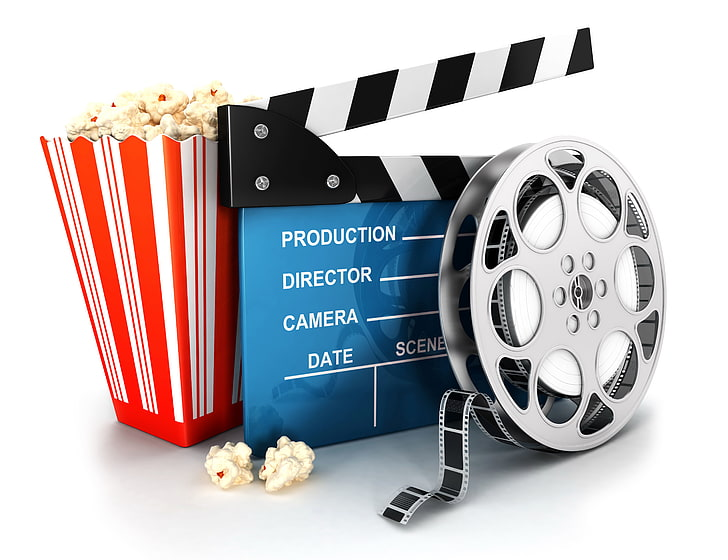 PRODUCTION
DIRECTOR
CAMERA
DATE SCENE